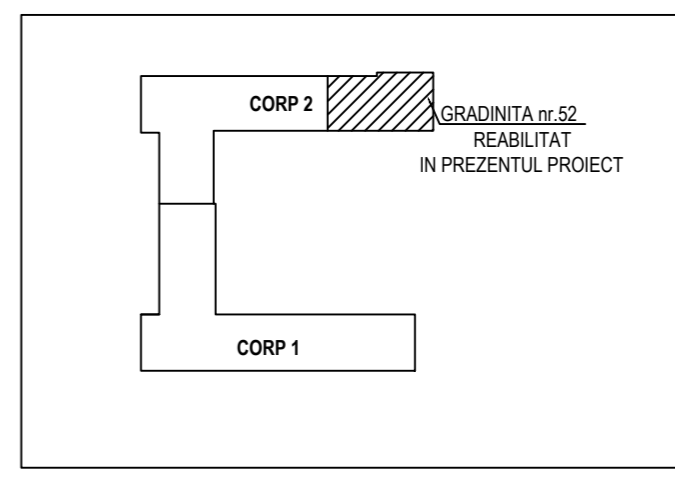 CORP 2
GRADINITA nr.52
REABILITAT
IN PREZENTUL PROIECT
CORP 1